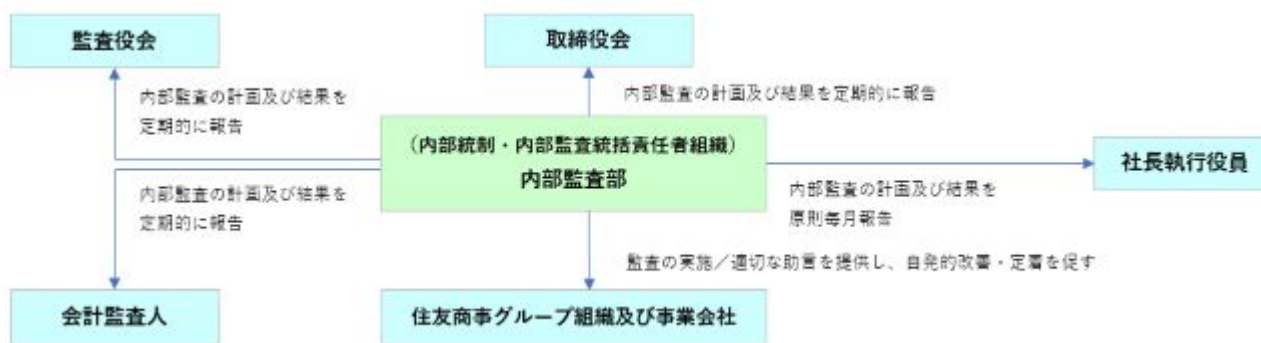 監査役会
取締役会
内部監査の計画及び結果を
定期的に報告
内部監査の計画及び結果を定期的に報告
(内部統制・内部監査統括責任者組織)
内部監査部
社長執行役員
内部監査の計画及び結果を
定期的に報告
内部監査の計画及び結果を
原則毎月報告
監査の実施/適切な助言を提供し、自発的改善・定着を促す
会計監査人
住友商事グループ組織及び事業会社